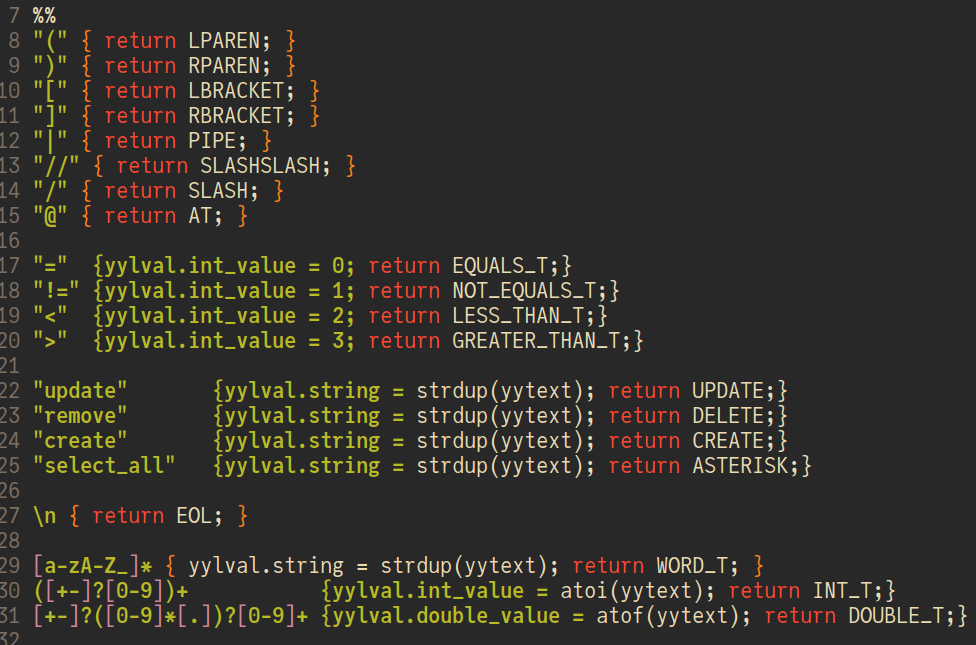 7 %%
8 "(" { return LPAREN; }
9 ")" { return RPAREN; }
10 "[" { return LBRACKET; }
11 "]" { return RBRACKET; }
12 "|" { return PIPE; }
13 "//" { return SLASHSLASH; }
14 "/" { return SLASH; }
15 "@" { return AT; }
16
17 "="  {yylval.int_value = 0; return EQUALS_T;}
18 "!=" {yylval.int_value = 1; return NOT_EQUALS_T;}
19 "<"  {yylval.int_value = 2; return LESS_THAN_T;}
20 ">"  {yylval.int_value = 3; return GREATER_THAN_T;}
21
22 "update"       {yylval.string = strdup(yytext); return UPDATE;}
23 "remove"       {yylval.string = strdup(yytext); return DELETE;}
24 "create"       {yylval.string = strdup(yytext); return CREATE;}
25 "select_all"   {yylval.string = strdup(yytext); return ASTERISK;}
26
27 \n { return EOL; }
28
29 [a-zA-Z_]* { yylval.string = strdup(yytext); return WORD_T; }
30 ([+-]?[0-9])+           {yylval.int_value = atoi(yytext); return INT_T;}
31 [+-]?([0-9]*[.])?[0-9]+ {yylval.double_value = atof(yytext); return DOUBLE_T;}
32